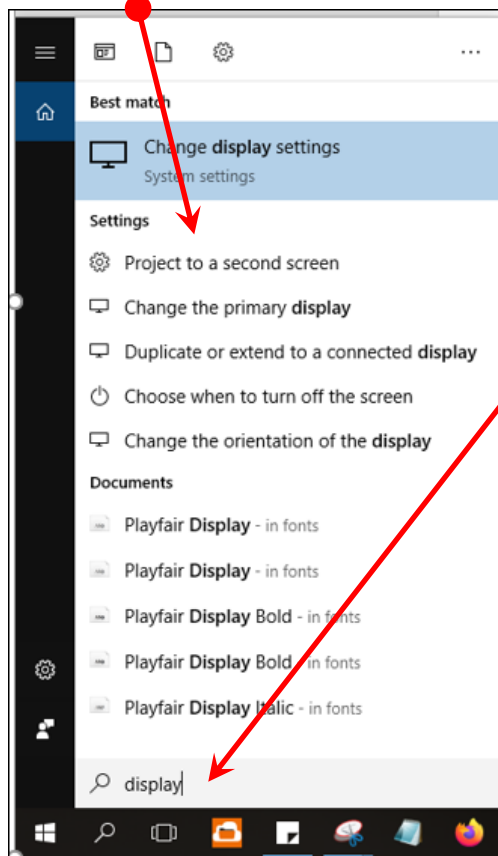 Best match
Change display settings
System settings
Settings
Project to a second screen
Change the primary display
Duplicate or extend to a connected display
Choose when to turn off the screen
Change the orientation of the display
Documents
Playfair Display - in fonts
Playfair Display - in fonts
Playfair Display Bold - in fonts
Playfair Display Bold - in fonts
Playfair Display Italic - in fonts
display